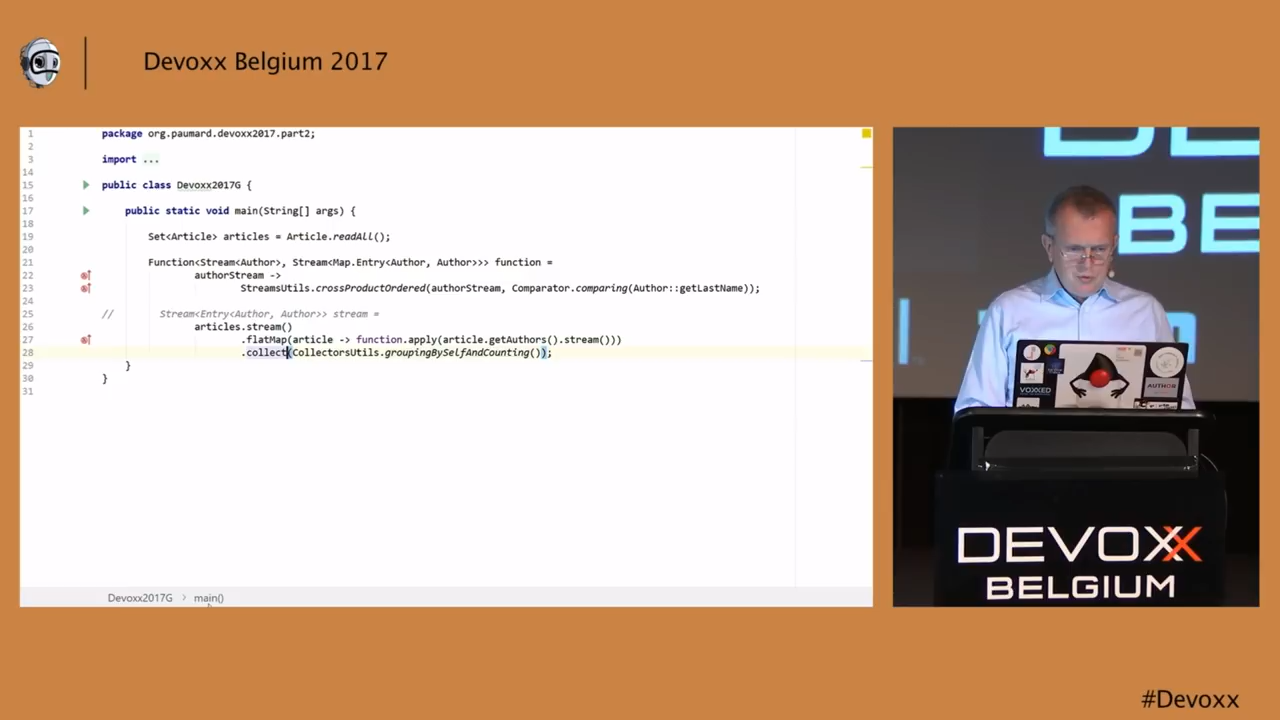 Devoxx Belgium 2017
1 package org.paumard.devoxx2017.part2;
2
3 import ...
14
15 public class Devoxx2017G {
16
17 public static void main(String[] args) {
18
19 Set<Article> articles = Article.readAll();
20
21 Function<Stream<Author>, Stream<Map.Entry<Author, Author>>> function =
22 authorStream ->
23 StreamsUtils.crossProductOrdered(authorStream, Comparator.comparing(Author::getLastName));
24
25 // Stream<Entry<Author, Author>> stream =
26 articles.stream()
27 .flatMap(article -> function.apply(article.getAuthors().stream()))
28 .collect(CollectorsUtils.groupingBySelfAndCounting());
29 }
30 }
31
Devoxx2017G > main()
BE
VOXXED
AUTHOR
DEVOXX
BELGIUM
#Devoxx